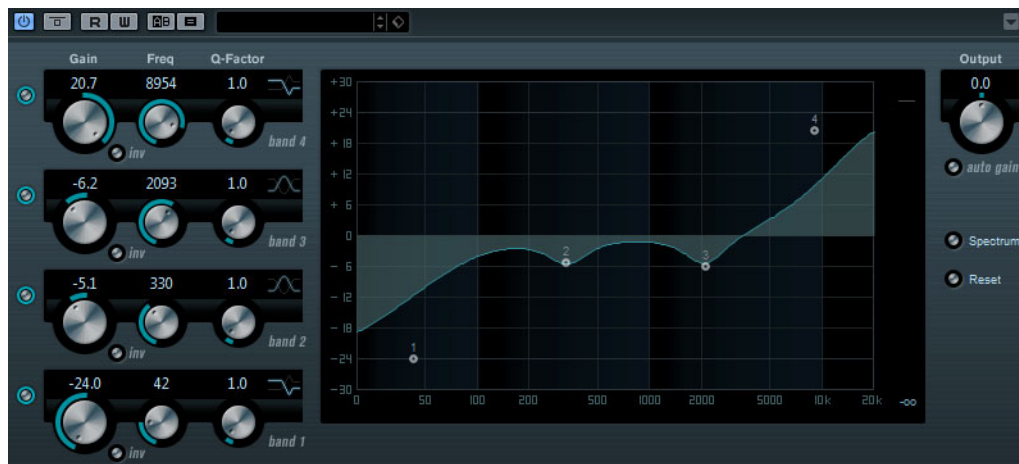 R W AB
Gain Freq Q-Factor Output
20.7 8954 1.0 0.0
inv band 4
auto gain
-6.2 2093 1.0
inv band 3
Spectrum
Reset
-5.1 330 1.0
inv band 2
-24.0 42 1.0
inv band 1
+30
+24
+18
+12
+6
0
-6
-12
-18
-24
-30
1 2 3 4
0 50 100 200 500 1000 2000 5000 10k 20k -∞